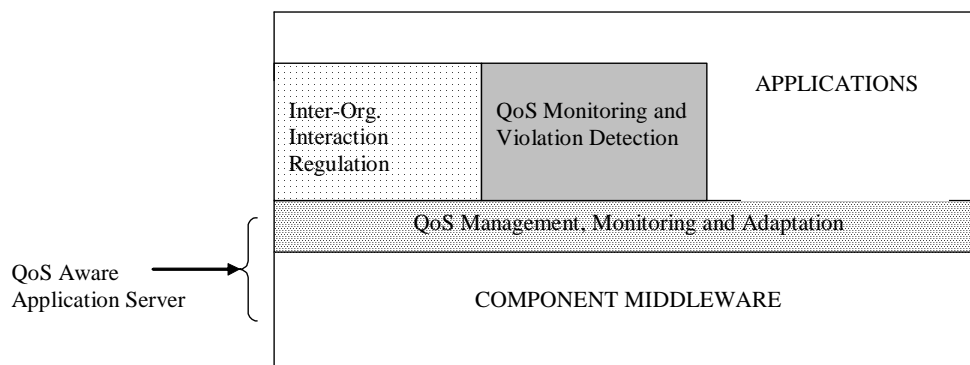 APPLICATIONS
Inter-Org.
Interaction
Regulation
QoS Monitoring and
Violation Detection
QoS Management, Monitoring and Adaptation
QoS Aware
Application Server
COMPONENT MIDDLEWARE